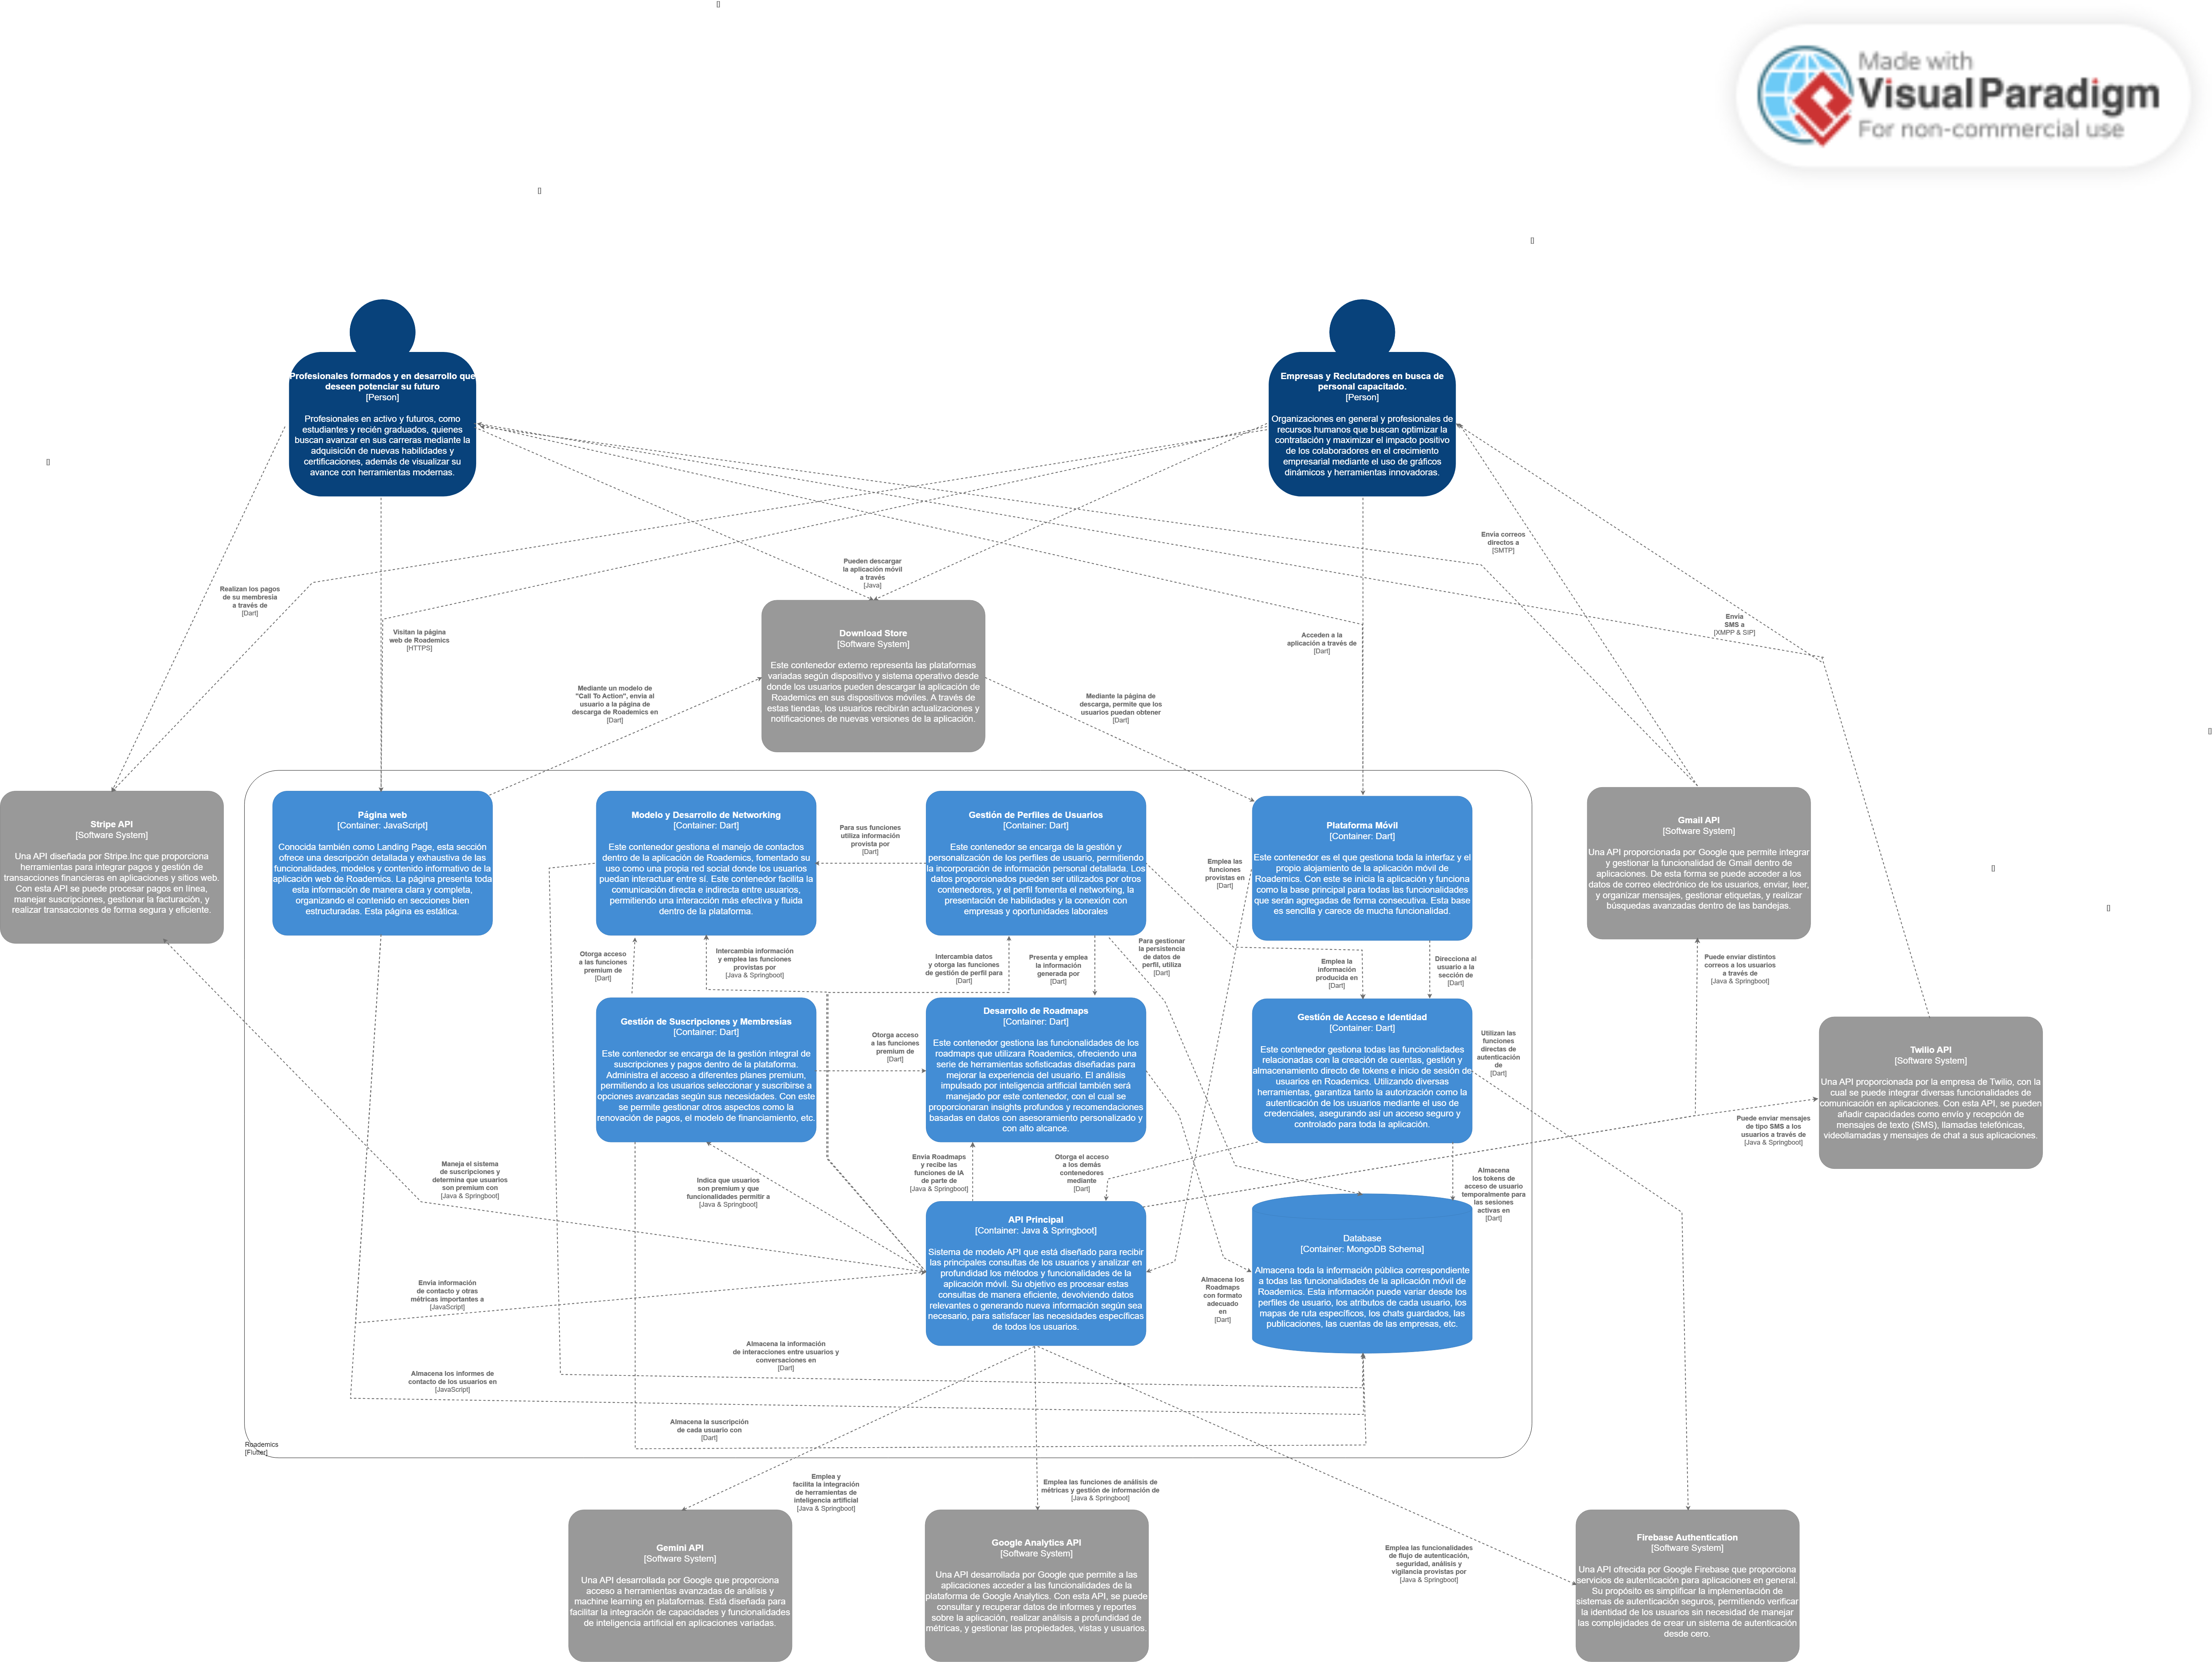 []
Made with
Visual Paradigm
For non-commercial use
[]
[]
Profesionales formados y en desarrollo que
deseen potenciar su futuro
[Person]
Profesionales en activo y futuros, como
estudiantes y recién graduados, quienes
buscan avanzar en sus carreras mediante la
adquisición de nuevas habilidades y
certificaciones, además de visualizar su
avance con herramientas modernas.
Empresas y Reclutadores en busca de
personal capacitado.
[Person]
Organizaciones en general y profesionales de
recursos humanos que buscan optimizar la
contratación y maximizar el impacto positivo
de los colaboradores en el crecimiento
empresarial mediante el uso de gráficos
dinámicos y herramientas innovadoras.
[]
Envía correos
directos a
[SMTP]
Pueden descargar
la aplicación móvil
a través
[Java]
Realizan los pagos
de su membresía
a través de
[Dart]
Visitan la página
web de Roademics
[HTTPS]
Acceden a la
aplicación a través de
[Dart]
Envía
SMS a
[XMPP & SIP]
Download Store
[Software System]
Este contenedor externo representa las plataformas
variadas según dispositivo y sistema operativo desde
donde los usuarios pueden descargar la aplicación de
Roademics en sus dispositivos móviles. A través de
estas tiendas, los usuarios recibirán actualizaciones y
notificaciones de nuevas versiones de la aplicación.
Mediante un modelo de
"Call To Action", envía al
usuario a la página de
descarga de Roademics en
[Dart]
Mediante la página de
descarga, permite que los
usuarios puedan obtener
[Dart]
[]
Stripe API
[Software System]
Una API diseñada por Stripe.Inc que proporciona
herramientas para integrar pagos y gestión de
transacciones financieras en aplicaciones y sitios web.
Con esta API se puede procesar pagos en línea,
manejar suscripciones, gestionar la facturación, y
realizar transacciones de forma segura y eficiente.
Página web
[Container: JavaScript]
Conocida también como Landing Page, esta sección
ofrece una descripción detallada y exhaustiva de las
funcionalidades, modelos y contenido informativo de la
aplicación web de Roademics. La página presenta toda
esta información de manera clara y completa,
organizando el contenido en secciones bien
estructuradas. Esta página es estática.
Modelo y Desarrollo de Networking
[Container: Dart]
Este contenedor gestiona el manejo de contactos
dentro de la aplicación de Roademics, fomentado su
uso como una propia red social donde los usuarios
puedan interactuar entre sí. Este contenedor facilita la
comunicación directa e indirecta entre usuarios,
permitiendo una interacción más efectiva y fluida
dentro de la plataforma.
Para sus funciones
utiliza información
provista por
[Dart]
Gestión de Perfiles de Usuarios
[Container: Dart]
Este contenedor se encarga de la gestión y
personalización de los perfiles de usuario, permitiendo
la incorporación de información personal detallada. Los
datos proporcionados pueden ser utilizados por otros
contenedores, y el perfil fomenta el networking, la
presentación de habilidades y la conexión con
empresas y oportunidades laborales
Emplea las
funciones
provistas en
[Dart]
Plataforma Móvil
[Container: Dart]
Este contenedor es el que gestiona toda la interfaz y el
propio alojamiento de la aplicación móvil de
Roademics. Con este se inicia la aplicación y funciona
como la base principal para todas las funcionalidades
que serán agregadas de forma consecutiva. Esta base
es sencilla y carece de mucha funcionalidad.
Gmail API
[Software System]
Una API proporcionada por Google que permite integrar
y gestionar la funcionalidad de Gmail dentro de
aplicaciones. De esta forma se puede acceder a los
datos de correo electrónico de los usuarios, enviar, leer,
y organizar mensajes, gestionar etiquetas, y realizar
búsquedas avanzadas dentro de las bandejas.
[]
[]
Otorga acceso
a las funciones
premium de
[Dart]
Intercambia información
y emplea las funciones
provistas por
[Java & Springboot]
Intercambia datos
y otorga las funciones
de gestión de perfil para
[Dart]
Presenta y emplea
la información
generada por
[Dart]
Para gestionar
la persistencia
de datos de
perfil, utiliza
[Dart]
Emplea la
información
producida en
[Dart]
Direcciona al
usuario a la
sección de
[Dart]
Puede enviar distintos
correos a los usuarios
a través de
[Java & Springboot]
Gestión de Suscripciones y Membresías
[Container: Dart]
Este contenedor se encarga de la gestión integral de
suscripciones y pagos dentro de la plataforma.
Administra el acceso a diferentes planes premium,
permitiendo a los usuarios seleccionar y suscribirse a
opciones avanzadas según sus necesidades. Con este
se permite gestionar otros aspectos como la
renovación de pagos, el modelo de financiamiento, etc.
Otorga acceso
a las funciones
premium de
[Dart]
Desarrollo de Roadmaps
[Container: Dart]
Este contenedor gestiona las funcionalidades de los
roadmaps que utilizara Roademics, ofreciendo una
serie de herramientas sofisticadas diseñadas para
mejorar la experiencia del usuario. El análisis
impulsado por inteligencia artificial también será
manejado por este contenedor, con el cual se
proporcionaran insights profundos y recomendaciones
basadas en datos con asesoramiento personalizado y
con alto alcance.
Gestión de Acceso e Identidad
[Container: Dart]
Este contenedor gestiona todas las funcionalidades
relacionadas con la creación de cuentas, gestión y
almacenamiento directo de tokens e inicio de sesión de
usuarios en Roademics. Utilizando diversas
herramientas, garantiza tanto la autorización como la
autenticación de los usuarios mediante el uso de
credenciales, asegurando así un acceso seguro y
controlado para toda la aplicación.
Utilizan las
funciones
directas de
autenticación
de
[Dart]
Twilio API
[Software System]
Una API proporcionada por la empresa de Twilio, con la
cual se puede integrar diversas funcionalidades de
comunicación en aplicaciones. Con esta API, se pueden
añadir capacidades como envío y recepción de
mensajes de texto (SMS), llamadas telefónicas,
videollamadas y mensajes de chat a sus aplicaciones.
Puede enviar mensajes
de tipo SMS a los
usuarios a través de
[Java & Springboot]
Maneja el sistema
de suscripciones y
determina que usuarios
son premium con
[Java & Springboot]
Indica que usuarios
son premium y que
funcionalidades permitir a
[Java & Springboot]
Envía Roadmaps
y recibe las
funciones de IA
de parte de
[Java & Springboot]
Otorga el acceso
a los demás
contenedores
mediante
[Dart]
Almacena
los tokens de
acceso de usuario
temporalmente para
las sesiones
activas en
[Dart]
API Principal
[Container: Java & Springboot]
Sistema de modelo API que está diseñado para recibir
las principales consultas de los usuarios y analizar en
profundidad los métodos y funcionalidades de la
aplicación móvil. Su objetivo es procesar estas
consultas de manera eficiente, devolviendo datos
relevantes o generando nueva información según sea
necesario, para satisfacer las necesidades específicas
de todos los usuarios.
Database
[Container: MongoDB Schema]
Almacena toda la información pública correspondiente
a todas las funcionalidades de la aplicación móvil de
Roademics. Esta información puede variar desde los
perfiles de usuario, los atributos de cada usuario, los
mapas de ruta específicos, los chats guardados, las
publicaciones, las cuentas de las empresas, etc.
Envia información
de contacto y otras
métricas importantes a
[JavaScript]
Almacena los
Roadmaps
con formato
adecuado
en
[Dart]
Almacena la información
de interacciones entre usuarios y
conversaciones en
[Dart]
Almacena los informes de
contacto de los usuarios en
[JavaScript]
Almacena la suscripción
de cada usuario con
[Dart]
Roademics
[Flutter]
Emplea y
facilita la integración
de herramientas de
inteligencia artificial
[Java & Springboot]
Emplea las funciones de análisis de
métricas y gestión de información de
[Java & Springboot]
Emplea las funcionalidades
de flujo de autenticación,
seguridad, análisis y
vigilancia provistas por
[Java & Springboot]
Gemini API
[Software System]
Una API desarrollada por Google que proporciona
acceso a herramientas avanzadas de análisis y
machine learning en plataformas. Está diseñada para
facilitar la integración de capacidades y funcionalidades
de inteligencia artificial en aplicaciones variadas.
Google Analytics API
[Software System]
Una API desarrollada por Google que permite a las
aplicaciones acceder a las funcionalidades de la
plataforma de Google Analytics. Con esta API, se puede
consultar y recuperar datos de informes y reportes
sobre la aplicación, realizar análisis a profundidad de
métricas, y gestionar las propiedades, vistas y usuarios.
Firebase Authentication
[Software System]
Una API ofrecida por Google Firebase que proporciona
servicios de autenticación para aplicaciones en general.
Su propósito es simplificar la implementación de
sistemas de autenticación seguros, permitiendo verificar
la identidad de los usuarios sin necesidad de manejar
las complejidades de crear un sistema de autenticación
desde cero.